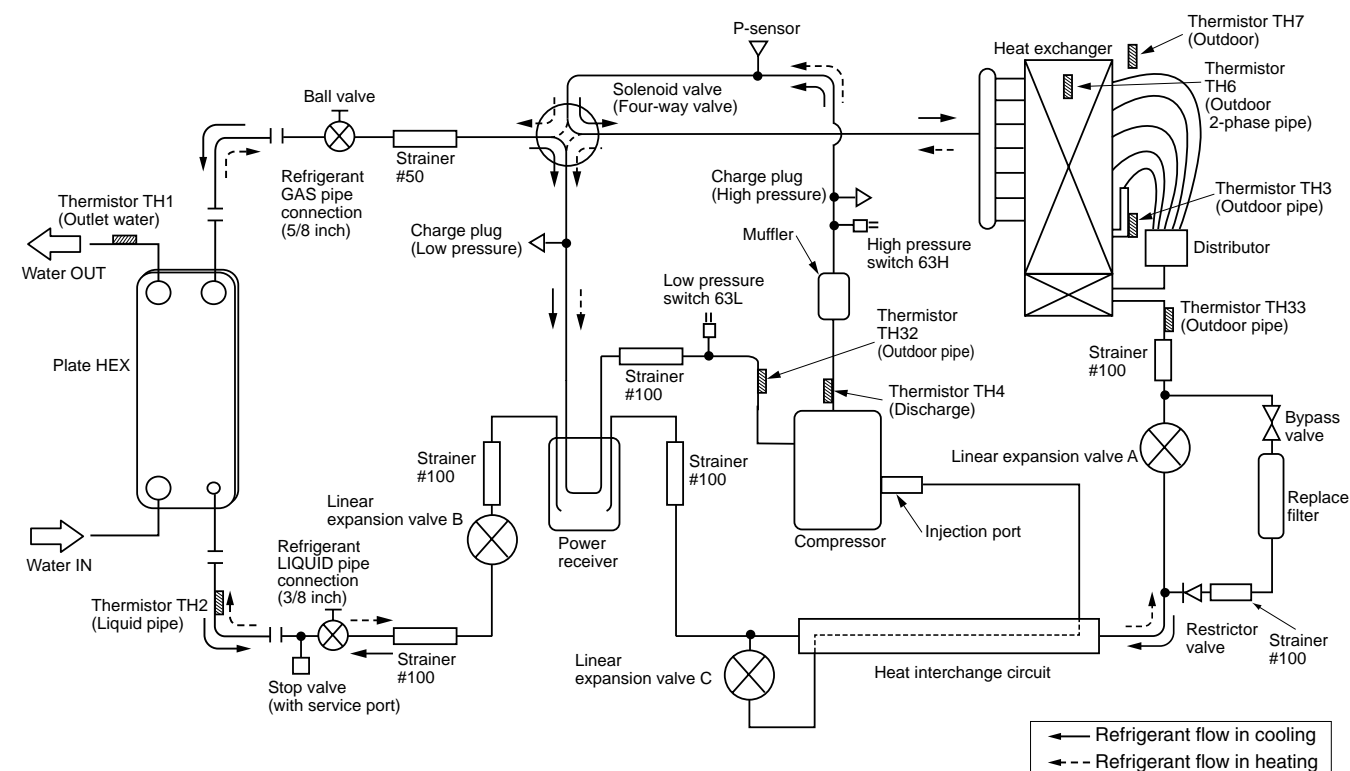 P-sensor
Thermistor TH7
(Outdoor)
Heat exchanger
Thermistor
TH6
(Outdoor
2-phase pipe)
Solenoid valve
(Four-way valve)
Ball valve
Strainer
#50
Refrigerant
GAS pipe
connection
(5/8 inch)
Thermistor TH1
(Outlet water)
Water OUT
Charge plug
(Low pressure)
Charge plug
(High pressure)
Thermistor TH3
(Outdoor pipe)
Muffler
High pressure
switch 63H
Distributor
Low pressure
switch 63L
Thermistor
TH32
(Outdoor pipe)
Thermistor TH33
(Outdoor pipe)
Plate HEX
Strainer
#100
Strainer
#100
Thermistor TH4
(Discharge)
Bypass
valve
Strainer
#100
Strainer
#100
Linear expansion valve A
Linear
expansion valve B
Replace
filter
Injection port
Compressor
Power
receiver
Water IN
Refrigerant
LIQUID pipe
connection
(3/8 inch)
Thermistor TH2
(Liquid pipe)
Strainer
#100
Stop valve
(with service port)
Linear
expansion valve C
Heat interchange circuit
Restrictor
valve
Strainer
#100
Refrigerant flow in cooling
Refrigerant flow in heating